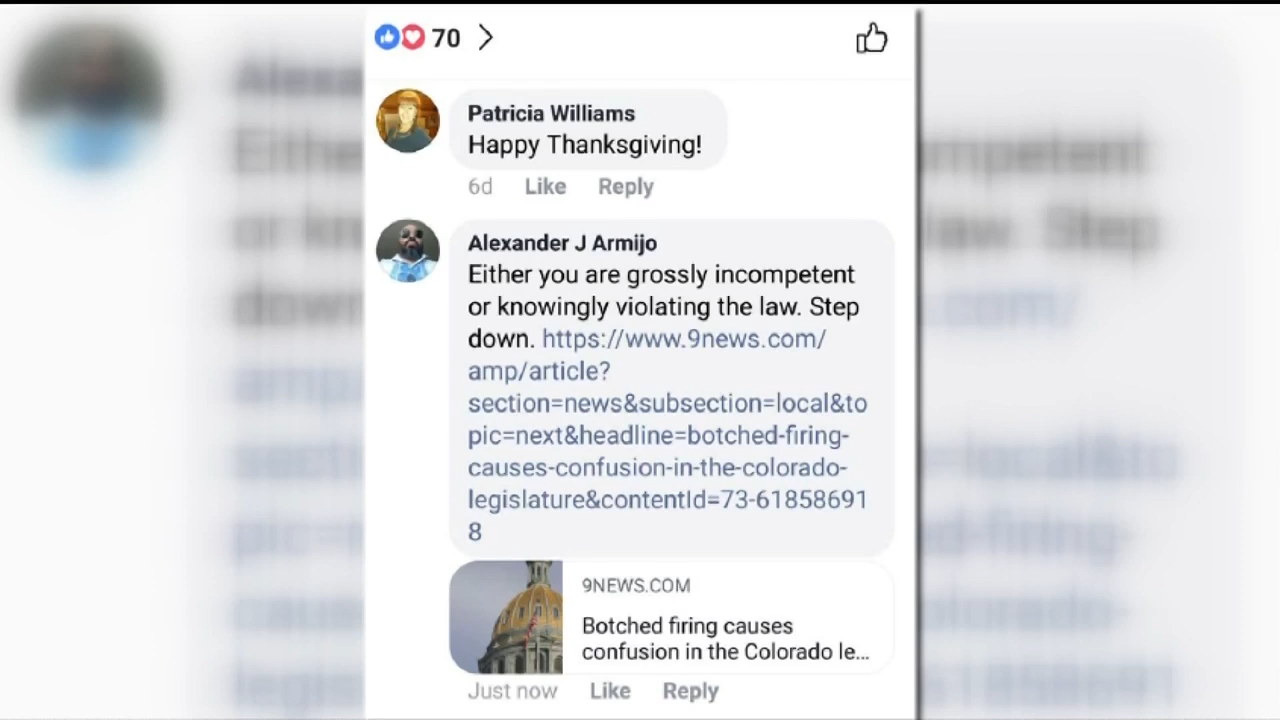 70
Patricia Williams
Happy Thanksgiving!
6d Like Reply
Alexander J Armijo
Either you are grossly incompetent
or knowingly violating the law. Step
down. https://www.9news.com/
amp/article?
section=news&subsection=local&to
pic=next&headline=botched-firing-
causes-confusion-in-the-colorado-
legislature&contentId=73-61858691
8
9NEWS.COM
Botched firing causes
confusion in the Colorado le...
Just now Like Reply